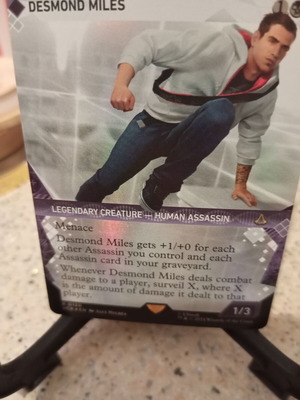 DESMOND MILES
LEGENDARY CREATURE — HUMAN ASSASSIN
Menace
Desmond Miles gets +1/+0 for each
other Assassin you control and each
Assassin card in your graveyard.
Whenever Desmond Miles deals combat
damage to a player, surveil X, where X
is the amount of damage it dealt to that
player.
1/3